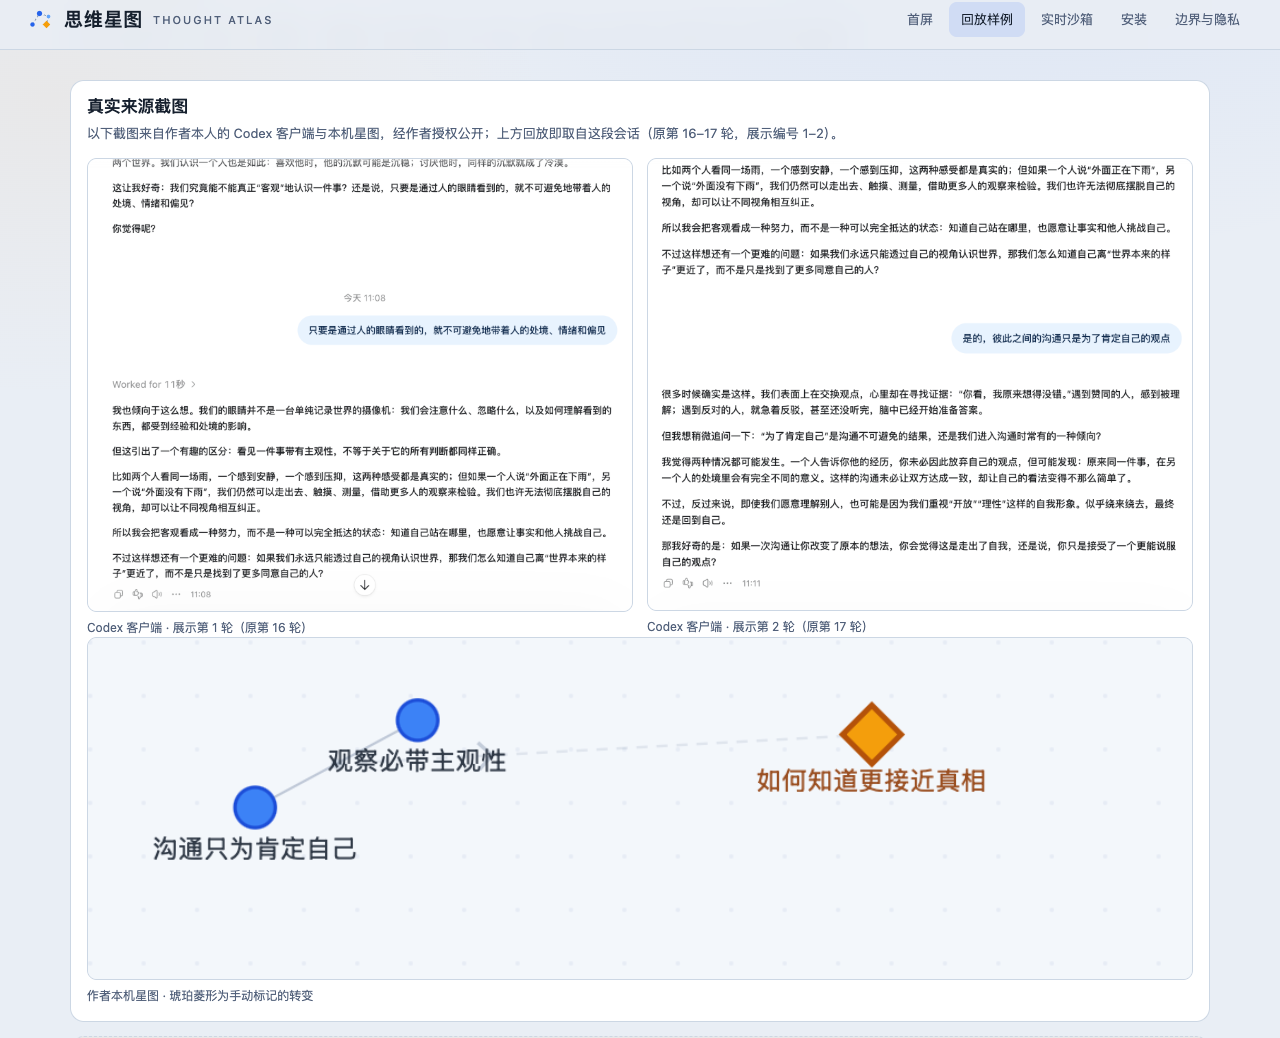 思维星图 THOUGHT ATLAS
首屏 回放样例 实时沙箱 安装 边界与隐私
真实来源截图
以下截图来自作者本人的 Codex 客户端与本机星图，经作者授权公开；上方回放即取自这段会话（原第 16–17 轮，展示编号 1–2）。
两个世界。我们认识一个人也是如此：喜欢他时，他的沉默可能是沉稳；讨厌他时，同样的沉默就成了冷漠。
这让我好奇：我们究竟能不能真正“客观”地认识一件事？还是说，只要是通过人的眼睛看到的，就不可避免地带着人的
处境、情绪和偏见？
你觉得呢？
今天 11:08
只要是通过人的眼睛看到的，就不可避免地带着人的处境、情绪和偏见
Worked for 11秒 >
我也倾向于这么想。我们的眼睛并不是一台单纯记录世界的摄像机：我们会注意什么、忽略什么，以及如何理解看到的
东西，都受到经验和处境的影响。
但这引出了一个有趣的区分：看见一件事带有主观性，不等于关于它的所有判断都同样正确。
比如两个人看同一场雨，一个感到安静，一个感到压抑，这两种感受都是真实的；但如果一个人说“外面正在下雨”，另
一个说“外面没有下雨”，我们仍然可以走出去、触摸、测量，借助更多人的观察来检验。我们也许无法彻底摆脱自己的
视角，却可以让不同视角相互纠正。
所以我会把客观看成一种努力，而不是一种可以完全抵达的状态：知道自己站在哪里，也愿意让事实和他人挑战自己。
不过这样想还有一个更难的问题：如果我们永远只能透过自己的视角认识世界，那我们怎么知道自己离“世界本来的样
子”更近了，而不是只是找到了更多同意自己的人？
11:08
Codex 客户端 · 展示第 1 轮（原第 16 轮）
比如两个人看同一场雨，一个感到安静，一个感到压抑，这两种感受都是真实的；但如果一个人说“外面正在下雨”，另
一个说“外面没有下雨”，我们仍然可以走出去、触摸、测量，借助更多人的观察来检验。我们也许无法彻底摆脱自己的
视角，却可以让不同视角相互纠正。
所以我会把客观看成一种努力，而不是一种可以完全抵达的状态：知道自己站在哪里，也愿意让事实和他人挑战自己。
不过这样想还有一个更难的问题：如果我们永远只能透过自己的视角认识世界，那我们怎么知道自己离“世界本来的样
子”更近了，而不是只是找到了更多同意自己的人？
是的，彼此之间的沟通只是为了肯定自己的观点
很多时候确实是这样。我们表面上在交换观点，心里却在寻找证据：“你看，我原来想得没错。”遇到赞同的人，感到被理
解；遇到反对的人，就急着反驳，甚至还没听完，脑中已经开始准备答案。
但我想稍微追问一下：“为了肯定自己”是沟通不可避免的结果，还是我们进入沟通时常有的一种倾向？
我觉得两种情况都可能发生。一个人告诉你他的经历，你未必因此放弃自己的观点，但可能发现：原来同一件事，在另
一个人的处境里会有完全不同的意义。这样的沟通未必让双方达成一致，却让自己的看法变得不那么简单了。
不过，反过来说，即使我们愿意理解别人，也可能是因为我们重视“开放”“理性”这样的自我形象。似乎绕来绕去，最终
还是回到自己。
那我好奇的是：如果一次沟通让你改变了原本的想法，你会觉得这是走出了自我，还是说，你只是接受了一个更能说服
自己的观点？
11:11
Codex 客户端 · 展示第 2 轮（原第 17 轮）
观察必带主观性
如何知道更接近真相
沟通只为肯定自己
作者本机星图 · 琥珀菱形为手动标记的转变